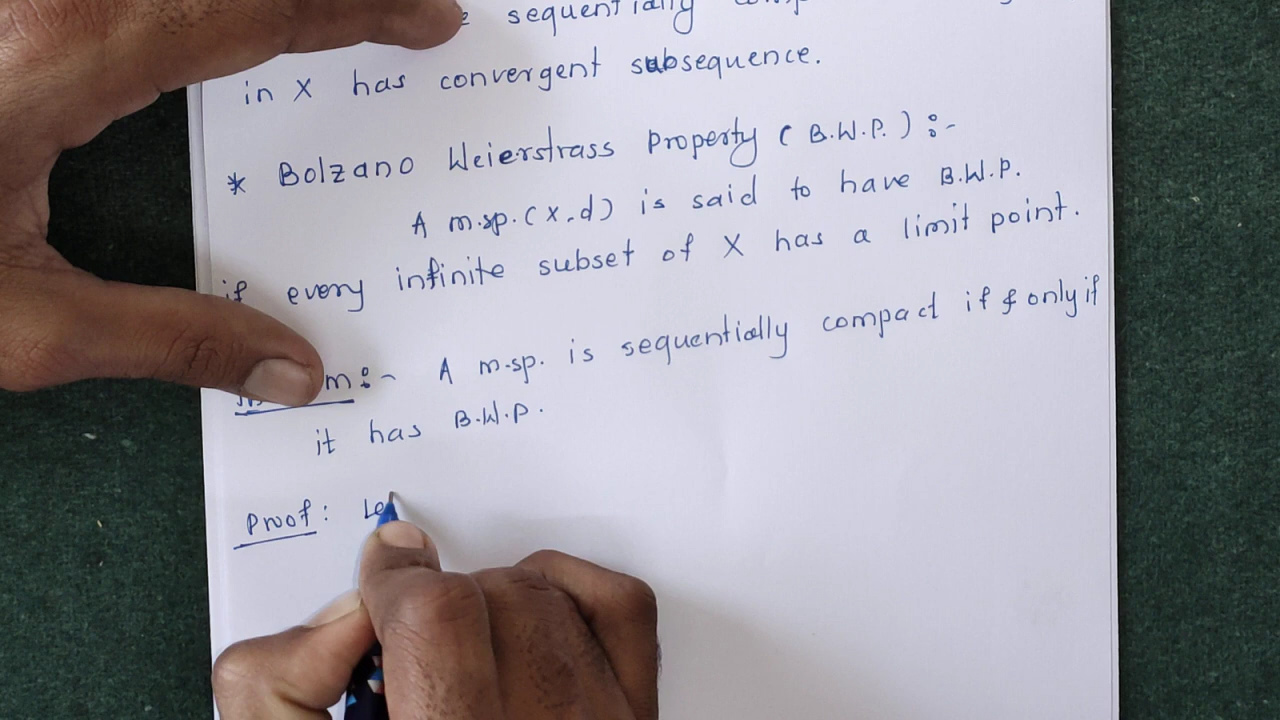 sequentially
in X has convergent subsequence.
* Bolzano Weierstrass Property ( B.W.P. ) :-
A m.sp. (X,d) is said to have B.W.P.
if every infinite subset of X has a limit point.
m :- A m.sp. is sequentially compact if & only if
it has B.W.P.
Proof : Le